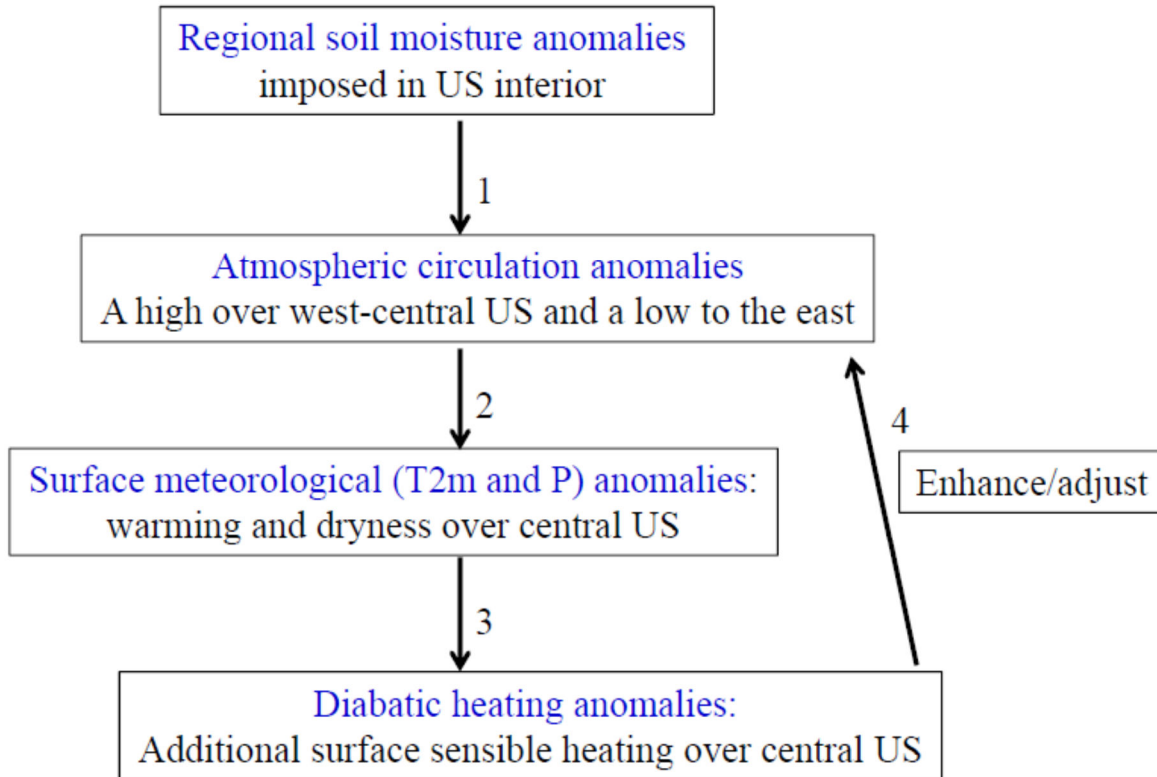 Regional soil moisture anomalies
imposed in US interior
1
Atmospheric circulation anomalies
A high over west-central US and a low to the east
2
4
Surface meteorological (T2m and P) anomalies:
warming and dryness over central US
Enhance/adjust
3
Diabatic heating anomalies:
Additional surface sensible heating over central US